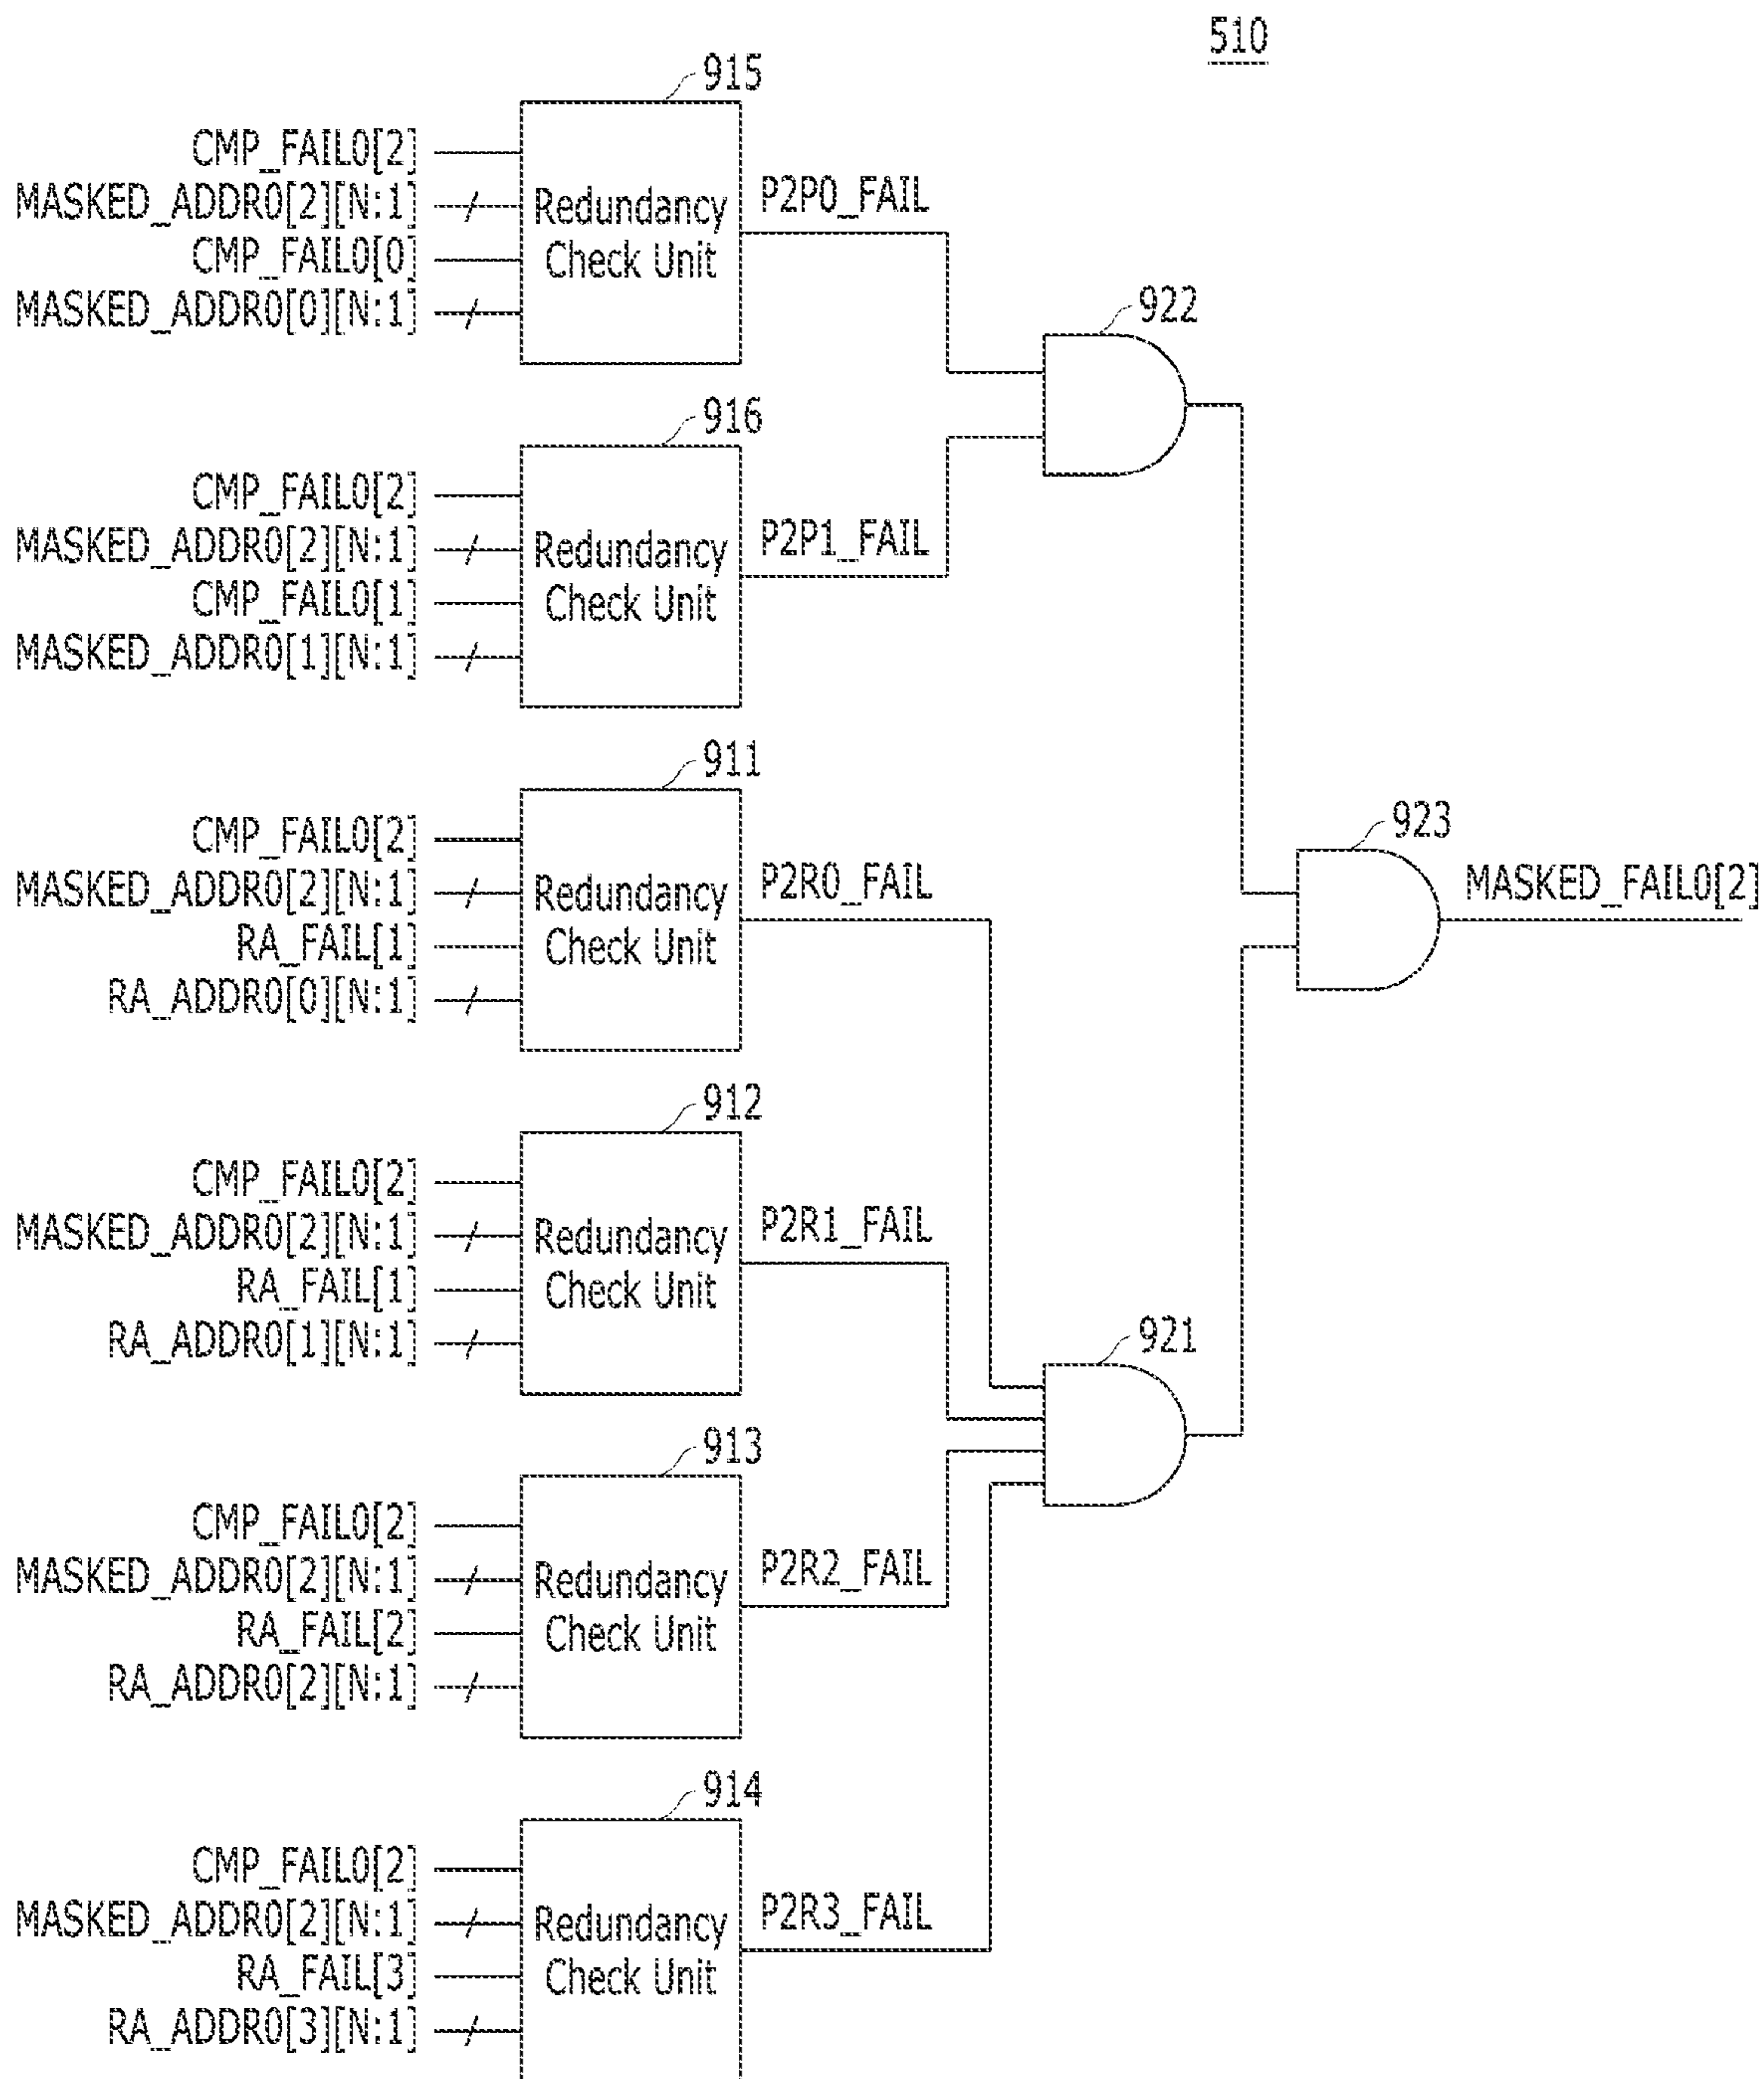 510
915
CMP_FAIL0[2]
MASKED_ADDR0[2][N:1]
CMP_FAIL0[0]
MASKED_ADDR0[0][N:1]
Redundancy
Check Unit
P2P0_FAIL
922
916
CMP_FAIL0[2]
MASKED_ADDR0[2][N:1]
CMP_FAIL0[1]
MASKED_ADDR0[1][N:1]
Redundancy
Check Unit
P2P1_FAIL
911
CMP_FAIL0[2]
MASKED_ADDR0[2][N:1]
RA_FAIL[1]
RA_ADDR0[0][N:1]
Redundancy
Check Unit
P2R0_FAIL
923
MASKED_FAIL0[2]
912
CMP_FAIL0[2]
MASKED_ADDR0[2][N:1]
RA_FAIL[1]
RA_ADDR0[1][N:1]
Redundancy
Check Unit
P2R1_FAIL
921
913
CMP_FAIL0[2]
MASKED_ADDR0[2][N:1]
RA_FAIL[2]
RA_ADDR0[2][N:1]
Redundancy
Check Unit
P2R2_FAIL
914
CMP_FAIL0[2]
MASKED_ADDR0[2][N:1]
RA_FAIL[3]
RA_ADDR0[3][N:1]
Redundancy
Check Unit
P2R3_FAIL